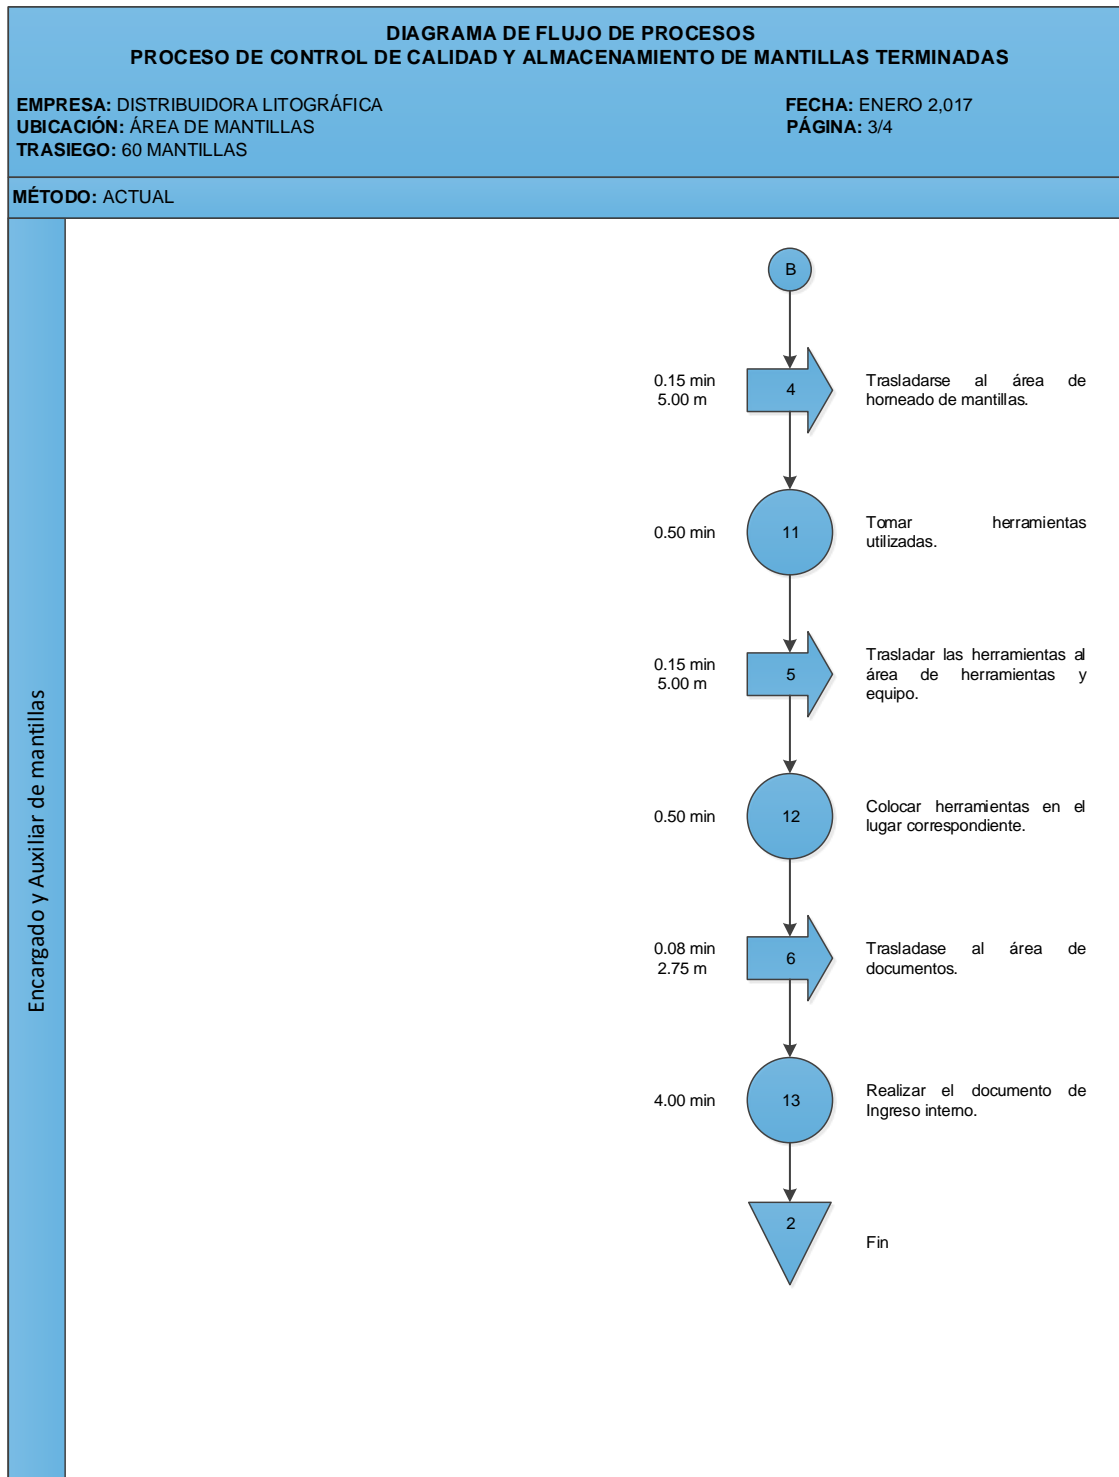 DIAGRAMA DE FLUJO DE PROCESOS
PROCESO DE CONTROL DE CALIDAD Y ALMACENAMIENTO DE MANTILLAS TERMINADAS
EMPRESA: DISTRIBUIDORA LITOGRÁFICA
FECHA: ENERO 2,017
UBICACIÓN: ÁREA DE MANTILLAS
PÁGINA: 3/4
TRASIEGO: 60 MANTILLAS
MÉTODO: ACTUAL
Encargado y Auxiliar de mantillas
B
0.15 min
5.00 m
4
Trasladarse al área de
horneado de mantillas.
0.50 min
11
Tomar herramientas
utilizadas.
0.15 min
5.00 m
5
Trasladar las herramientas al
área de herramientas y
equipo.
0.50 min
12
Colocar herramientas en el
lugar correspondiente.
0.08 min
2.75 m
6
Trasladase al área de
documentos.
4.00 min
13
Realizar el documento de
Ingreso interno.
2
Fin